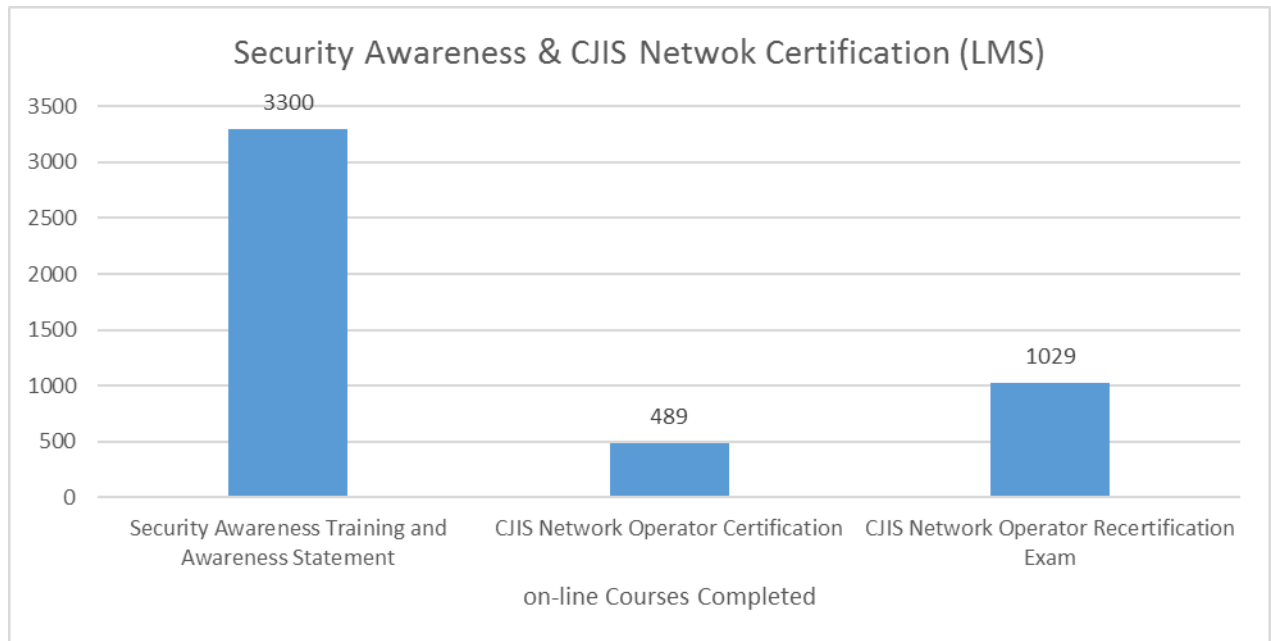 Security Awareness & CJIS Netwok Certification (LMS)
3500
3000
2500
2000
1500
1000
500
0
3300
489
1029
Security Awareness Training and
Awareness Statement
CJIS Network Operator Certification
CJIS Network Operator Recertification
Exam
on-line Courses Completed